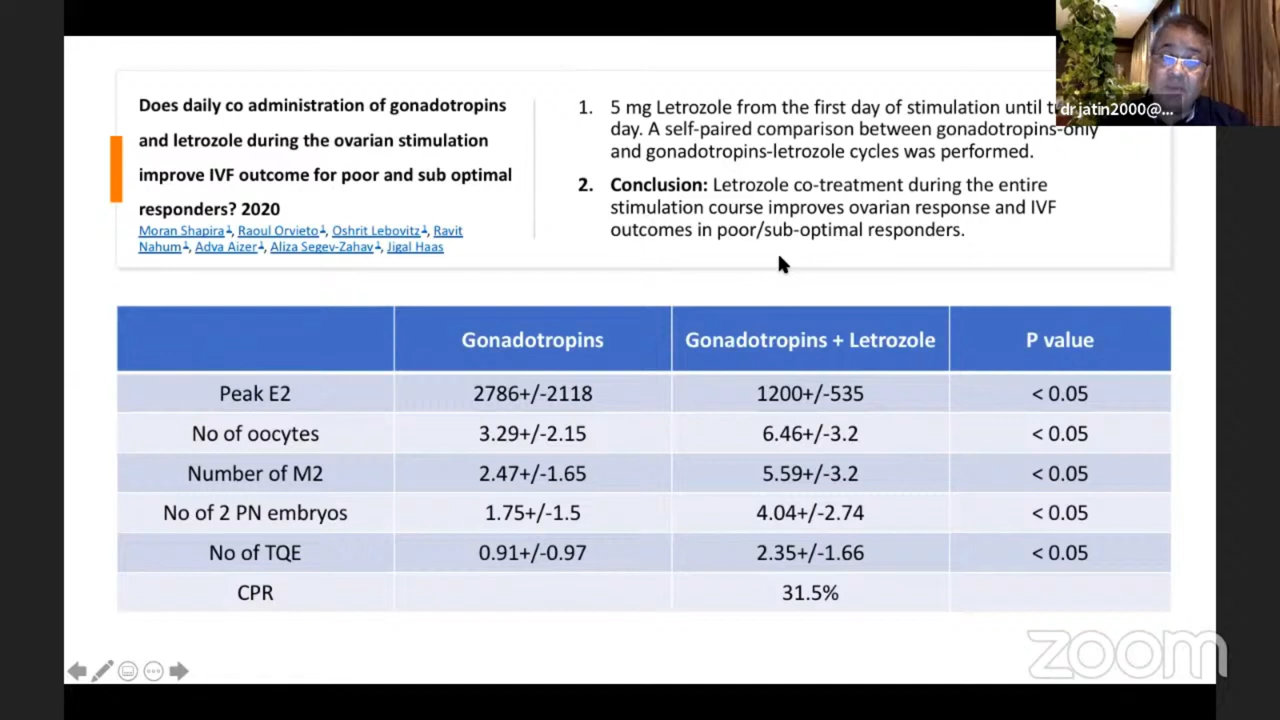 dr.jatin2000@...
Does daily co administration of gonadotropins
and letrozole during the ovarian stimulation
improve IVF outcome for poor and sub optimal
responders? 2020
Moran Shapira 1, Raoul Orvieto 1, Oshrit Lebovitz 1, Ravit
Nahum 1, Adva Aizer 1, Aliza Segev-Zahav 1, Jigal Haas
1. 5 mg Letrozole from the first day of stimulation until
day. A self-paired comparison between gonadotropins-only
and gonadotropins-letrozole cycles was performed.
2. Conclusion: Letrozole co-treatment during the entire
stimulation course improves ovarian response and IVF
outcomes in poor/sub-optimal responders.
Gonadotropins Gonadotropins + Letrozole P value
Peak E2 2786+/-2118 1200+/-535 < 0.05
No of oocytes 3.29+/-2.15 6.46+/-3.2 < 0.05
Number of M2 2.47+/-1.65 5.59+/-3.2 < 0.05
No of 2 PN embryos 1.75+/-1.5 4.04+/-2.74 < 0.05
No of TQE 0.91+/-0.97 2.35+/-1.66 < 0.05
CPR 31.5%
zoom